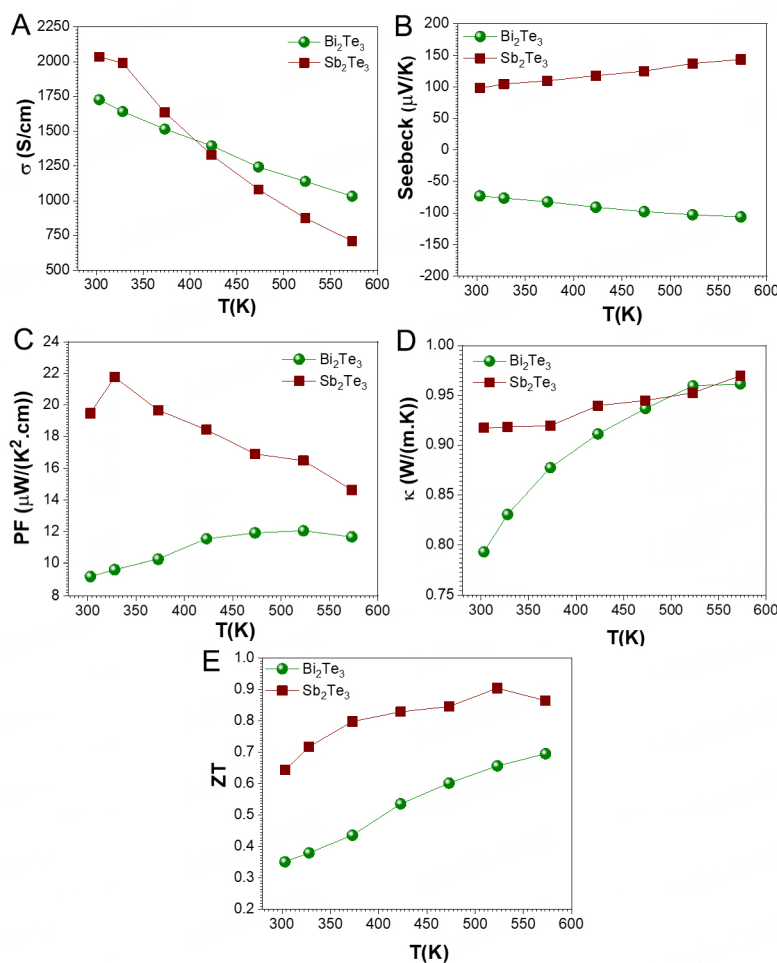 A
2250
2000
1750
1500
1250
1000
750
500
σ (S/cm)
Bi₂Te₃
Sb₂Te₃
300 350 400 450 500 550 600
T(K)
B
200
150
100
50
0
-50
-100
-150
-200
Seebeck (μV/K)
Bi₂Te₃
Sb₂Te₃
300 350 400 450 500 550 600
T(K)
C
24
22
20
18
16
14
12
10
8
PF (μW/(K².cm))
Bi₂Te₃
Sb₂Te₃
300 350 400 450 500 550 600
T(K)
D
1.00
0.95
0.90
0.85
0.80
0.75
κ (W/(m.K))
Bi₂Te₃
Sb₂Te₃
300 350 400 450 500 550 600
T(K)
E
1.0
0.9
0.8
0.7
0.6
0.5
0.4
0.3
0.2
ZT
Bi₂Te₃
Sb₂Te₃
300 350 400 450 500 550 600
T(K)